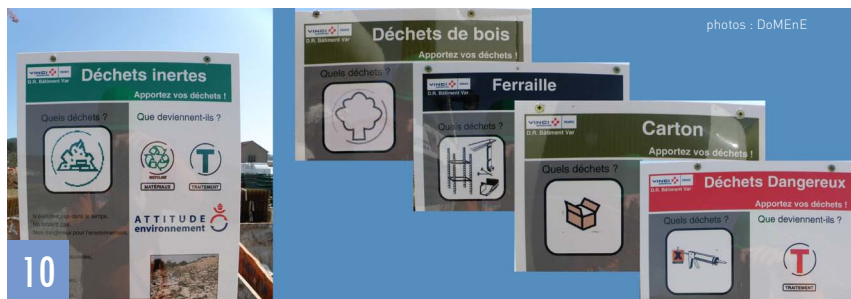 photos : DoMEnE
VINCI
D.R. Bâtiment Var
Déchets inertes
Apportez vos déchets !
Quels déchets ?
Que deviennent-ils ?
MATÉRIAUX
TRAITEMENT
ATTITUDE
environnement
VINCI
D.R. Bâtiment Var
Déchets de bois
Apportez vos déchets !
Quels déchets ?
VINCI
D.R. Bâtiment Var
Ferraille
Quels déchets ?
VINCI
D.R. Bâtiment Var
Carton
Apportez vos déchets !
Quels déchets ?
VINCI
D.R. Bâtiment Var
Déchets Dangereux
Apportez vos déchets !
Quels déchets ?
Que deviennent-ils ?
TRAITEMENT
10